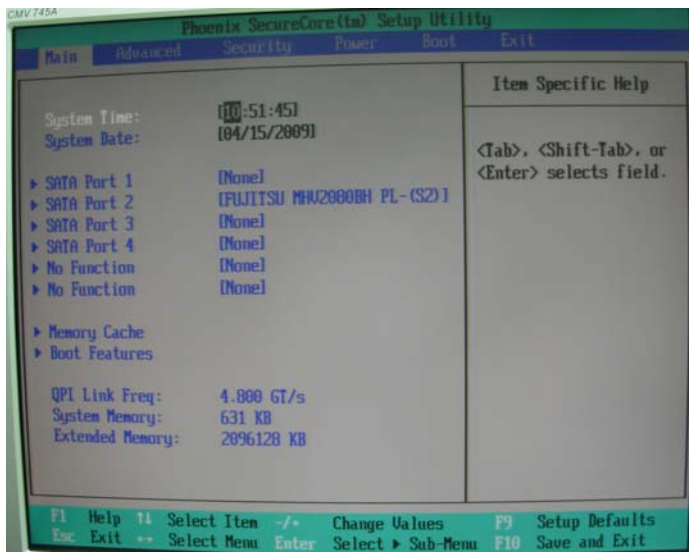 CMV 745A
Phoenix SecureCore(tm) Setup Utility
Main Advanced Security Power Boot Exit
Item Specific Help
System Time: [10:51:45]
System Date: [04/15/2009]
<Tab>, <Shift-Tab>, or
<Enter> selects field.
▶ SATA Port 1 [None]
▶ SATA Port 2 [FUJITSU MHV2080BH PL-(S2)]
▶ SATA Port 3 [None]
▶ SATA Port 4 [None]
▶ No Function [None]
▶ No Function [None]
▶ Memory Cache
▶ Boot Features
QPI Link Freq: 4.800 GT/s
System Memory: 631 KB
Extended Memory: 2096128 KB
F1 Help ↑↓ Select Item -/+ Change Values F9 Setup Defaults
Esc Exit ↔ Select Menu Enter Select ▶ Sub-Menu F10 Save and Exit